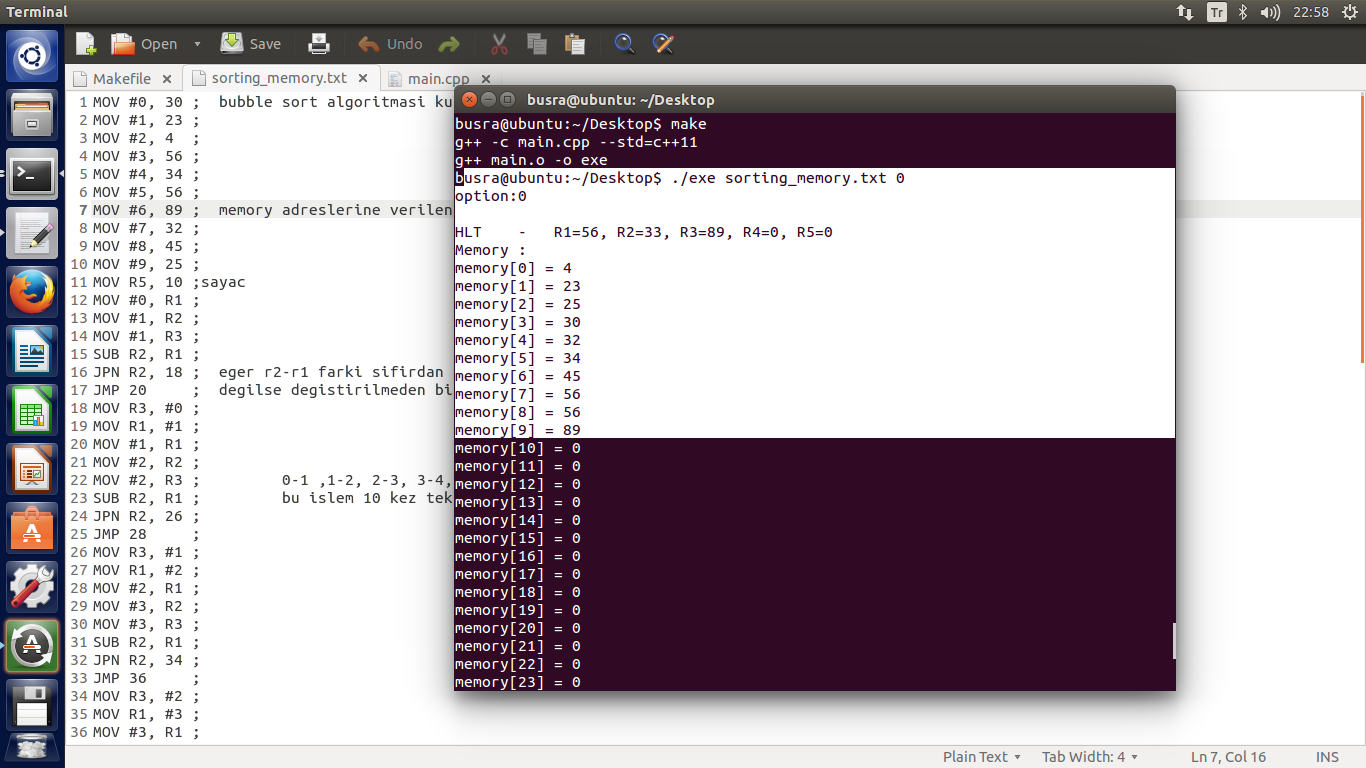 Terminal
Tr
22:58
Open
Save
Undo
Makefile
sorting_memory.txt
main.cpp
1 MOV #0, 30 ;  bubble sort algoritmasi ku
2 MOV #1, 23 ;
3 MOV #2, 4  ;
4 MOV #3, 56 ;
5 MOV #4, 34 ;
6 MOV #5, 56 ;
7 MOV #6, 89 ;  memory adreslerine verilen
8 MOV #7, 32 ;
9 MOV #8, 45 ;
10 MOV #9, 25 ;
11 MOV R5, 10 ;sayac
12 MOV #0, R1 ;
13 MOV #1, R2 ;
14 MOV #1, R3 ;
15 SUB R2, R1 ;
16 JPN R2, 18 ;  eger r2-r1 farki sifirdan
17 JMP 20     ;  degilse degistirilmeden bi
18 MOV R3, #0 ;
19 MOV R1, #1 ;
20 MOV #1, R1 ;
21 MOV #2, R2 ;
22 MOV #2, R3 ;         0-1 ,1-2, 2-3, 3-4,
23 SUB R2, R1 ;         bu islem 10 kez tek
24 JPN R2, 26 ;
25 JMP 28     ;
26 MOV R3, #1 ;
27 MOV R1, #2 ;
28 MOV #2, R1 ;
29 MOV #3, R2 ;
30 MOV #3, R3 ;
31 SUB R2, R1 ;
32 JPN R2, 34 ;
33 JMP 36     ;
34 MOV R3, #2 ;
35 MOV R1, #3 ;
36 MOV #3, R1 ;
busra@ubuntu: ~/Desktop
busra@ubuntu:~/Desktop$ make
g++ -c main.cpp --std=c++11
g++ main.o -o exe
busra@ubuntu:~/Desktop$ ./exe sorting_memory.txt 0
option:0
HLT    -   R1=56, R2=33, R3=89, R4=0, R5=0
Memory :
memory[0] = 4
memory[1] = 23
memory[2] = 25
memory[3] = 30
memory[4] = 32
memory[5] = 34
memory[6] = 45
memory[7] = 56
memory[8] = 56
memory[9] = 89
memory[10] = 0
memory[11] = 0
memory[12] = 0
memory[13] = 0
memory[14] = 0
memory[15] = 0
memory[16] = 0
memory[17] = 0
memory[18] = 0
memory[19] = 0
memory[20] = 0
memory[21] = 0
memory[22] = 0
memory[23] = 0
Plain Text
Tab Width: 4
Ln 7, Col 16
INS